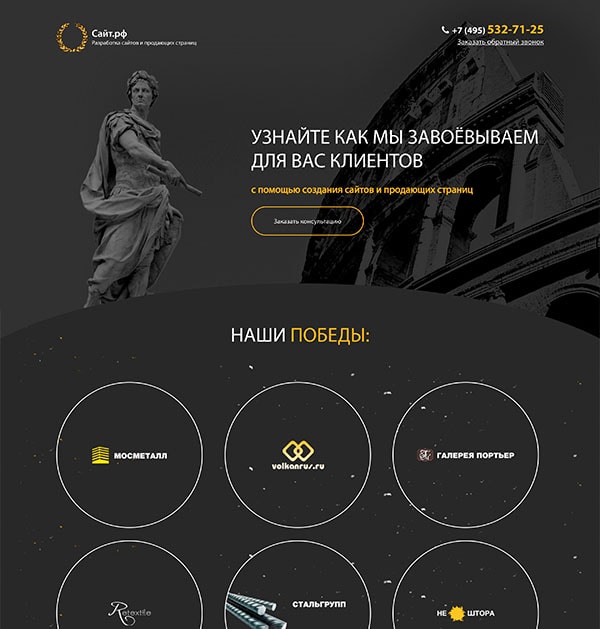 Сайт.рф
Разработка сайтов и продающих страниц
+7 (495) 532-71-25
Заказать обратный звонок
УЗНАЙТЕ КАК МЫ ЗАВОЁВЫВАЕМ
ДЛЯ ВАС КЛИЕНТОВ
с помощью создания сайтов и продающих страниц
Заказать консультацию
НАШИ ПОБЕДЫ:
МОСМЕТАЛЛ
volkanrus.ru
ГАЛЕРЕЯ ПОРТЬЕР
Retextile
СТАЛЬГРУПП
НЕ ШТОРА